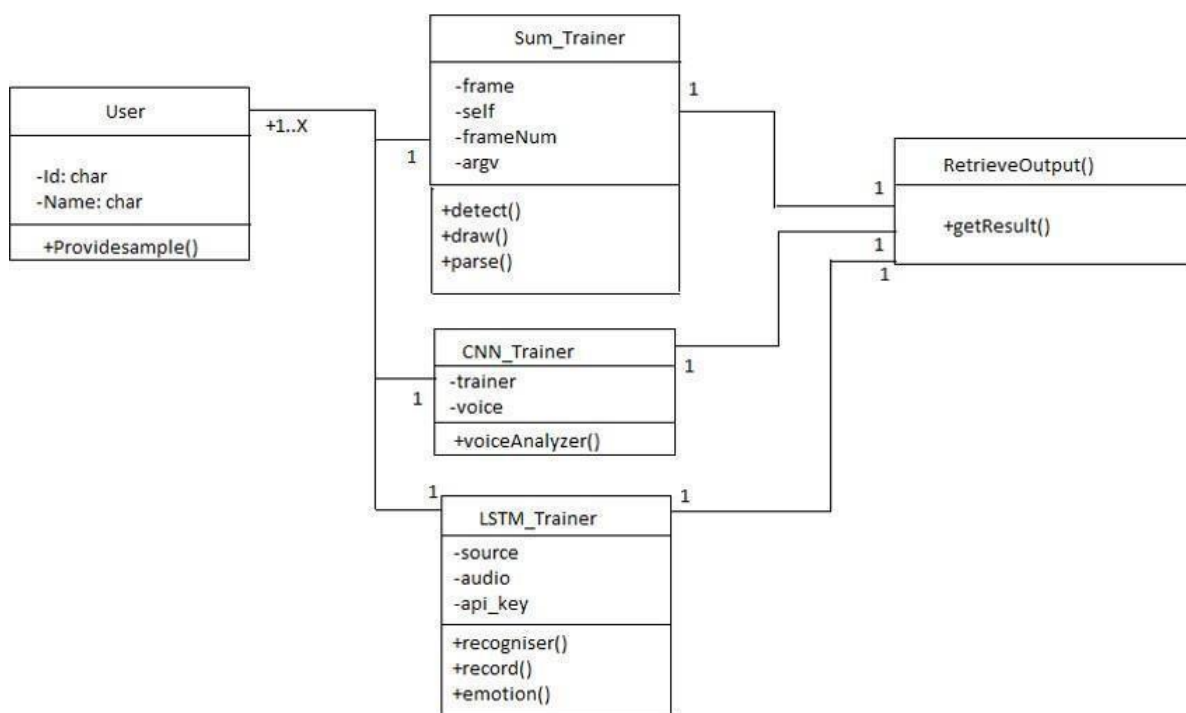 User
-Id: char
-Name: char
+Providesample()
+1..X
1
Sum_Trainer
-frame
-self
-frameNum
-argv
+detect()
+draw()
+parse()
1
1
CNN_Trainer
-trainer
-voice
+voiceAnalyzer()
1
1
LSTM_Trainer
-source
-audio
-api_key
+recogniser()
+record()
+emotion()
1
1
RetrieveOutput()
+getResult()
1
1
1